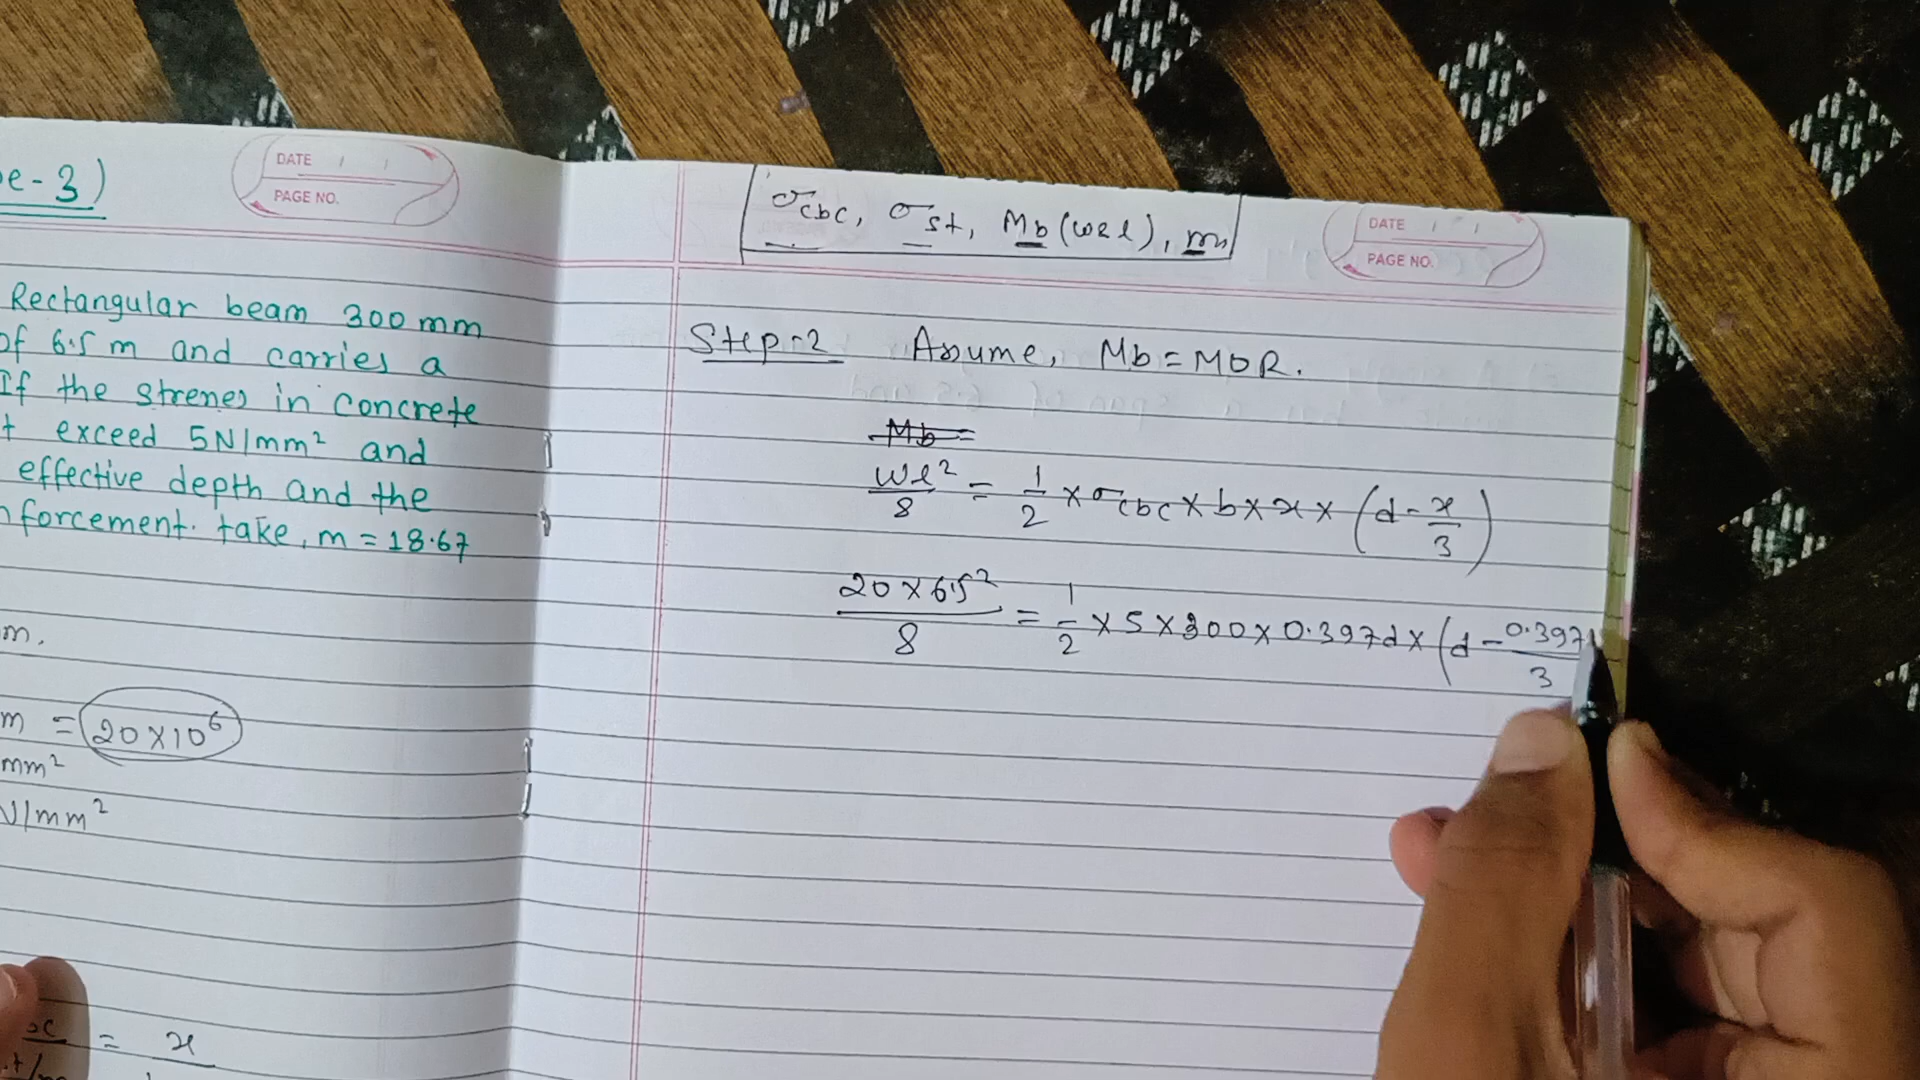 e-3)
DATE
PAGE NO.
Rectangular beam 300 mm
of 6.5 m and carries a
If the stresses in concrete
t exceed 5N/mm² and
effective depth and the
nforcement. take, m = 18.67
m.
m = 20×10⁶
mm²
N/mm²
= x
σcbc, σst, Mb(wel), m
DATE
PAGE NO.
Step-2 Assume, Mb = MOR.
Mb =
wl²/8 = 1/2 × σcbc × b × x × (d - x/3)
20×6.5²/8 = 1/2 × 5 × 300 × 0.397d × (d - 0.397/3